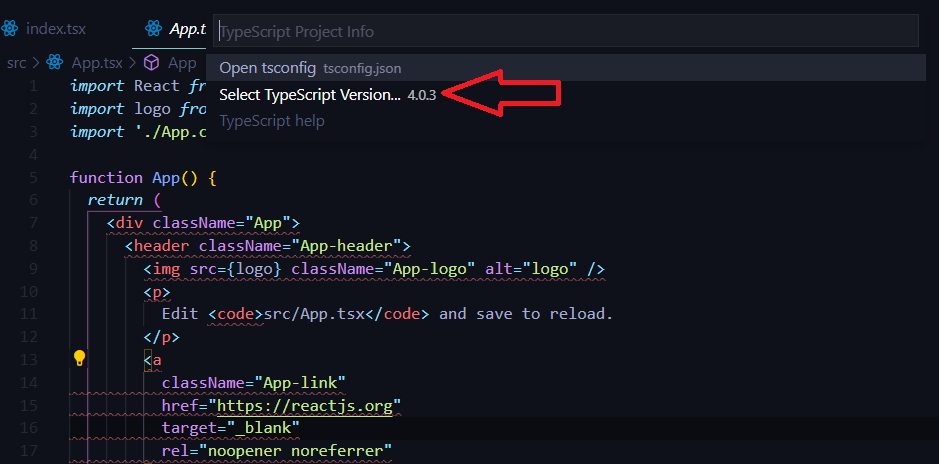 index.tsx App.t
TypeScript Project Info
src > App.tsx > App
Open tsconfig tsconfig.json
Select TypeScript Version... 4.0.3
TypeScript help
1 import React fr
2 import logo fro
3 import './App.c
4
5 function App() {
6 return (
7 <div className="App">
8 <header className="App-header">
9 <img src={logo} className="App-logo" alt="logo" />
10 <p>
11 Edit <code>src/App.tsx</code> and save to reload.
12 </p>
13 <a
14 className="App-link"
15 href="https://reactjs.org"
16 target="_blank"
17 rel="noopener noreferrer"